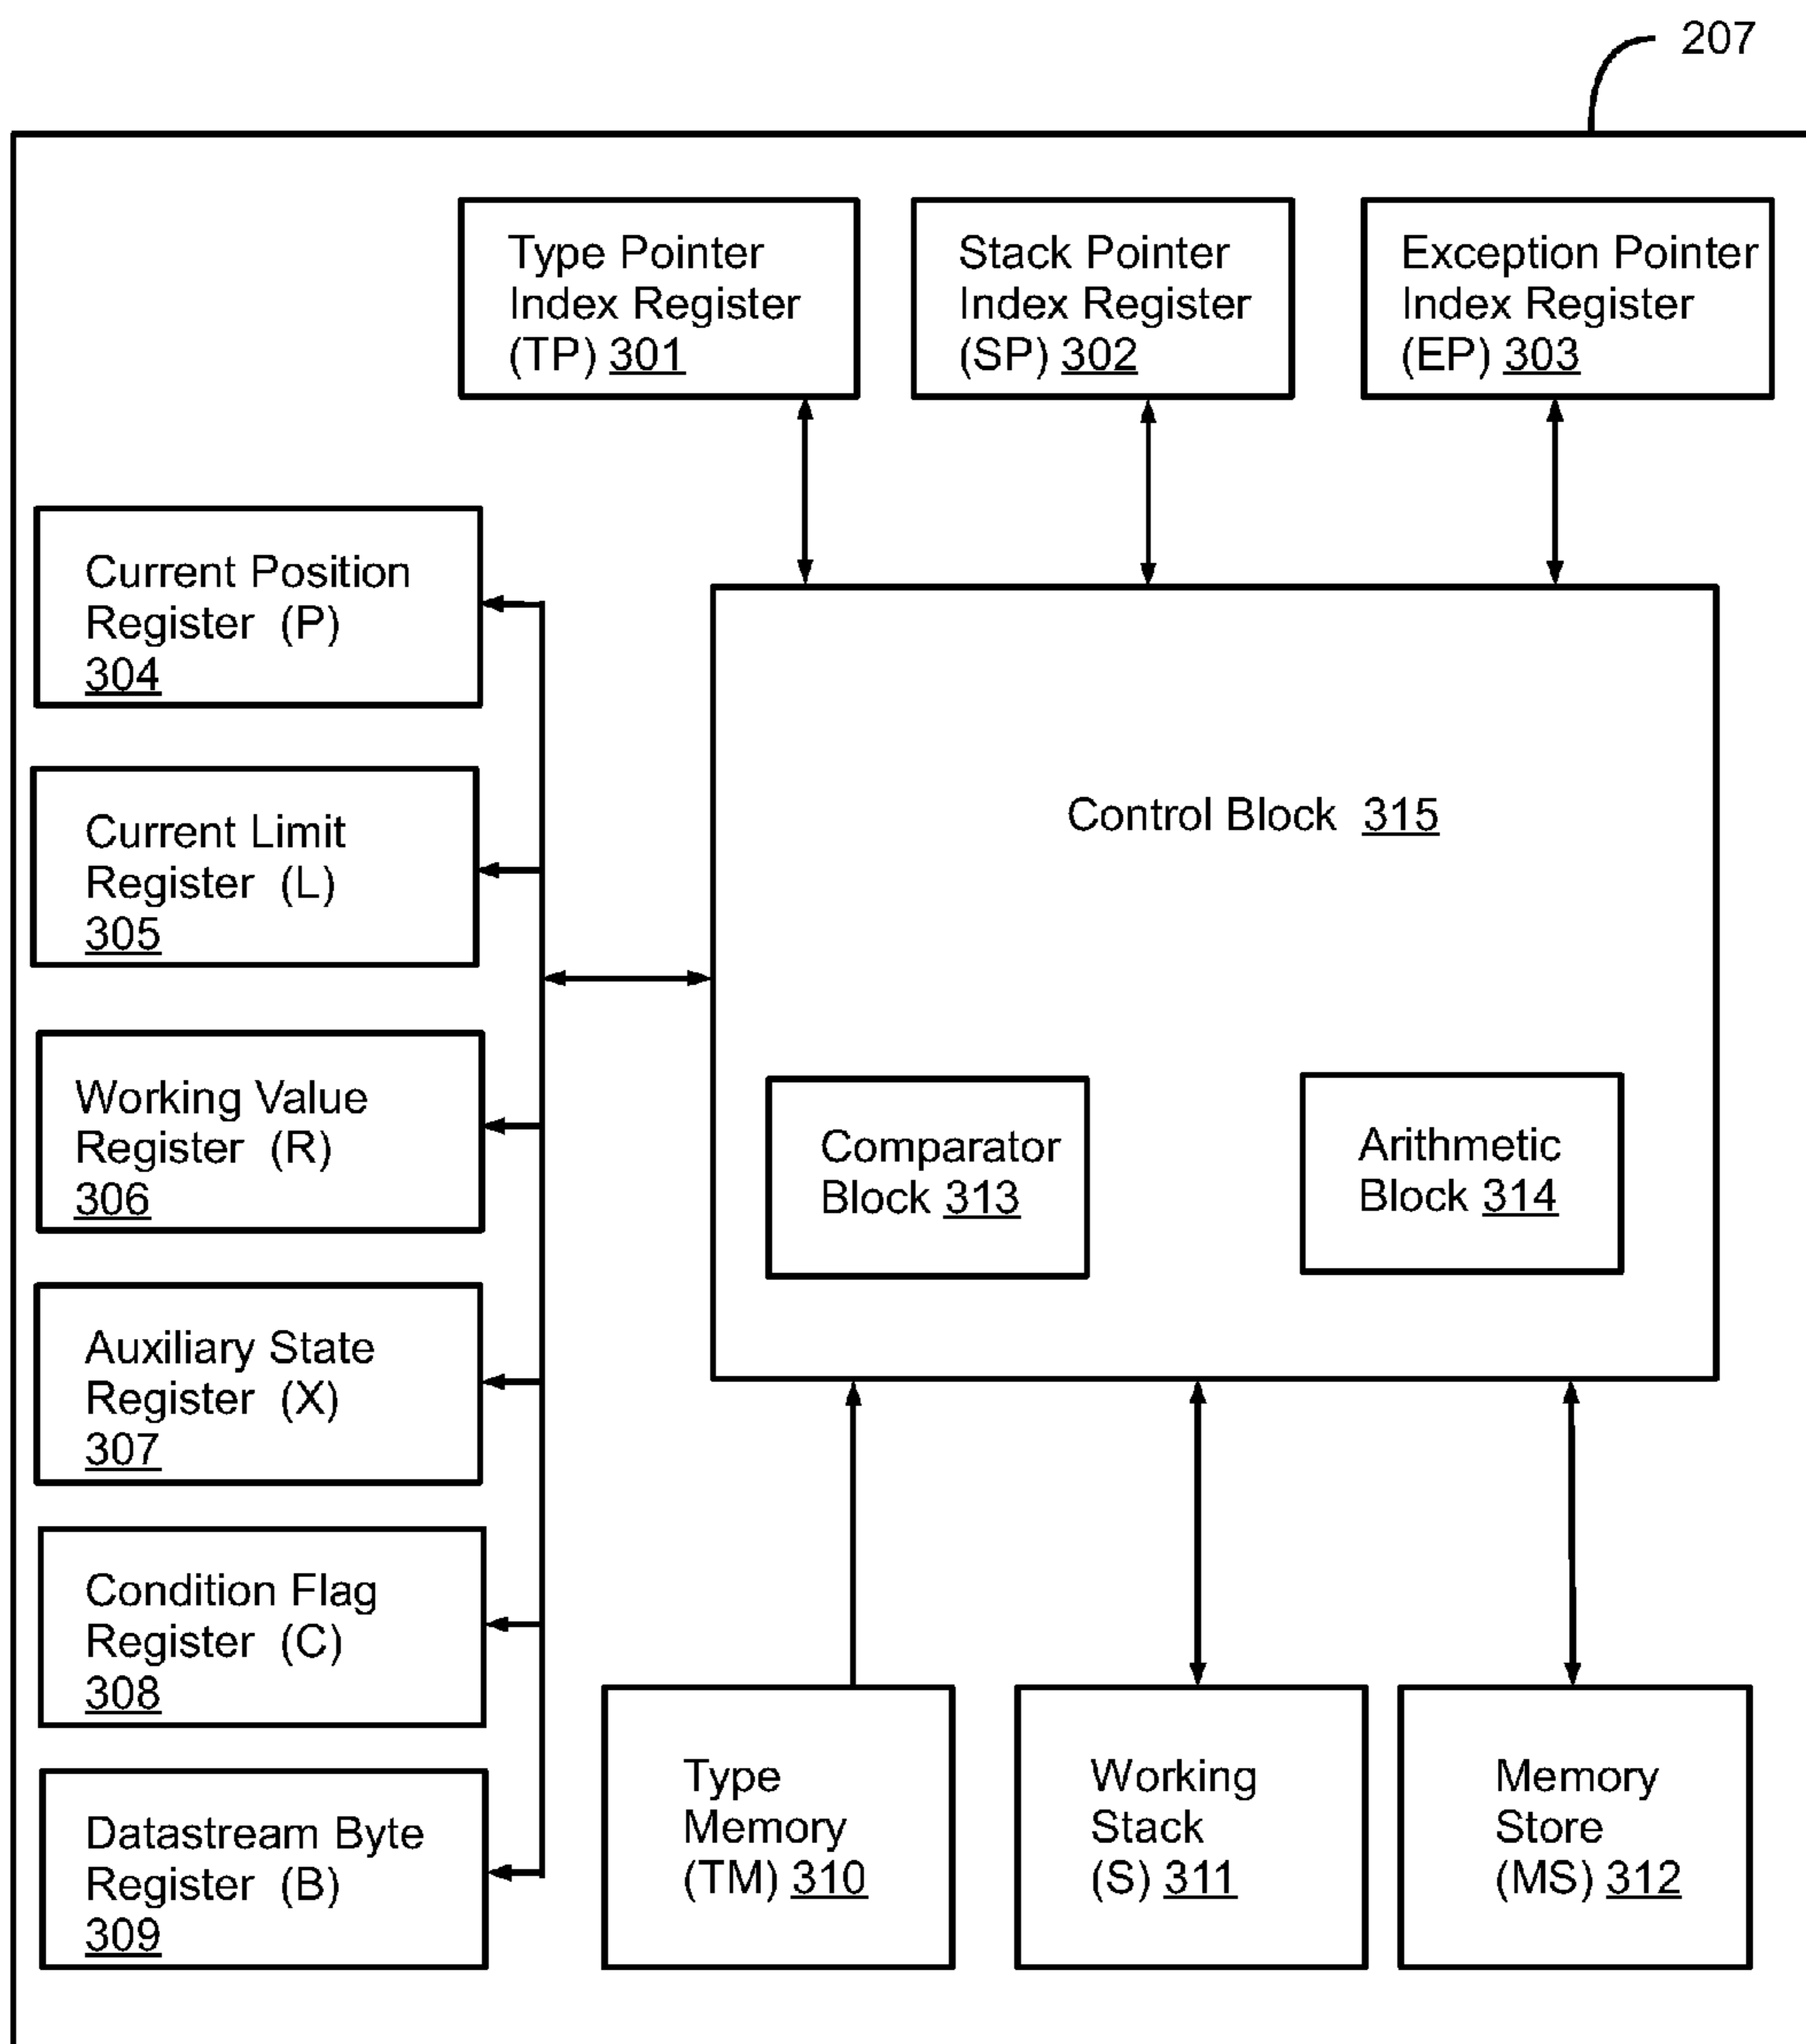 207
Type Pointer
Index Register
(TP) 301
Stack Pointer
Index Register
(SP) 302
Exception Pointer
Index Register
(EP) 303
Current Position
Register (P)
304
Current Limit
Register (L)
305
Working Value
Register (R)
306
Auxiliary State
Register (X)
307
Condition Flag
Register (C)
308
Datastream Byte
Register (B)
309
Control Block 315
Comparator
Block 313
Arithmetic
Block 314
Type
Memory
(TM) 310
Working
Stack
(S) 311
Memory
Store
(MS) 312